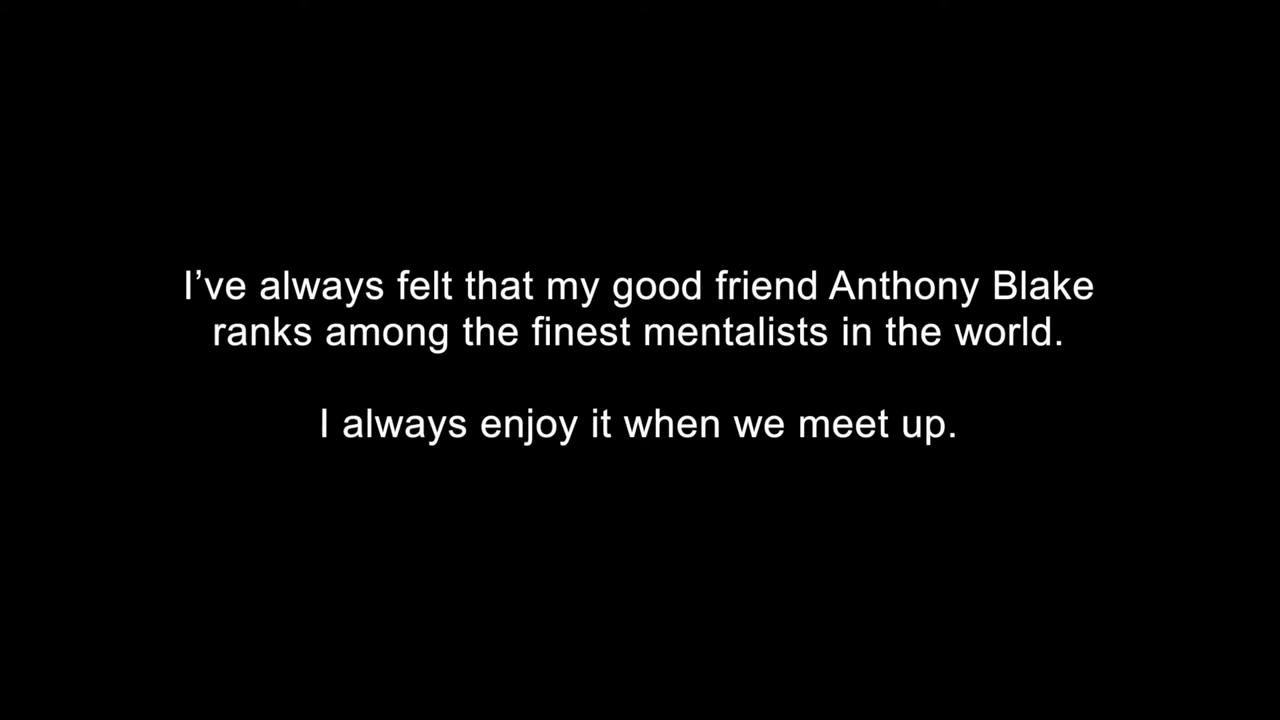 I’ve always felt that my good friend Anthony Blake
ranks among the finest mentalists in the world.
I always enjoy it when we meet up.